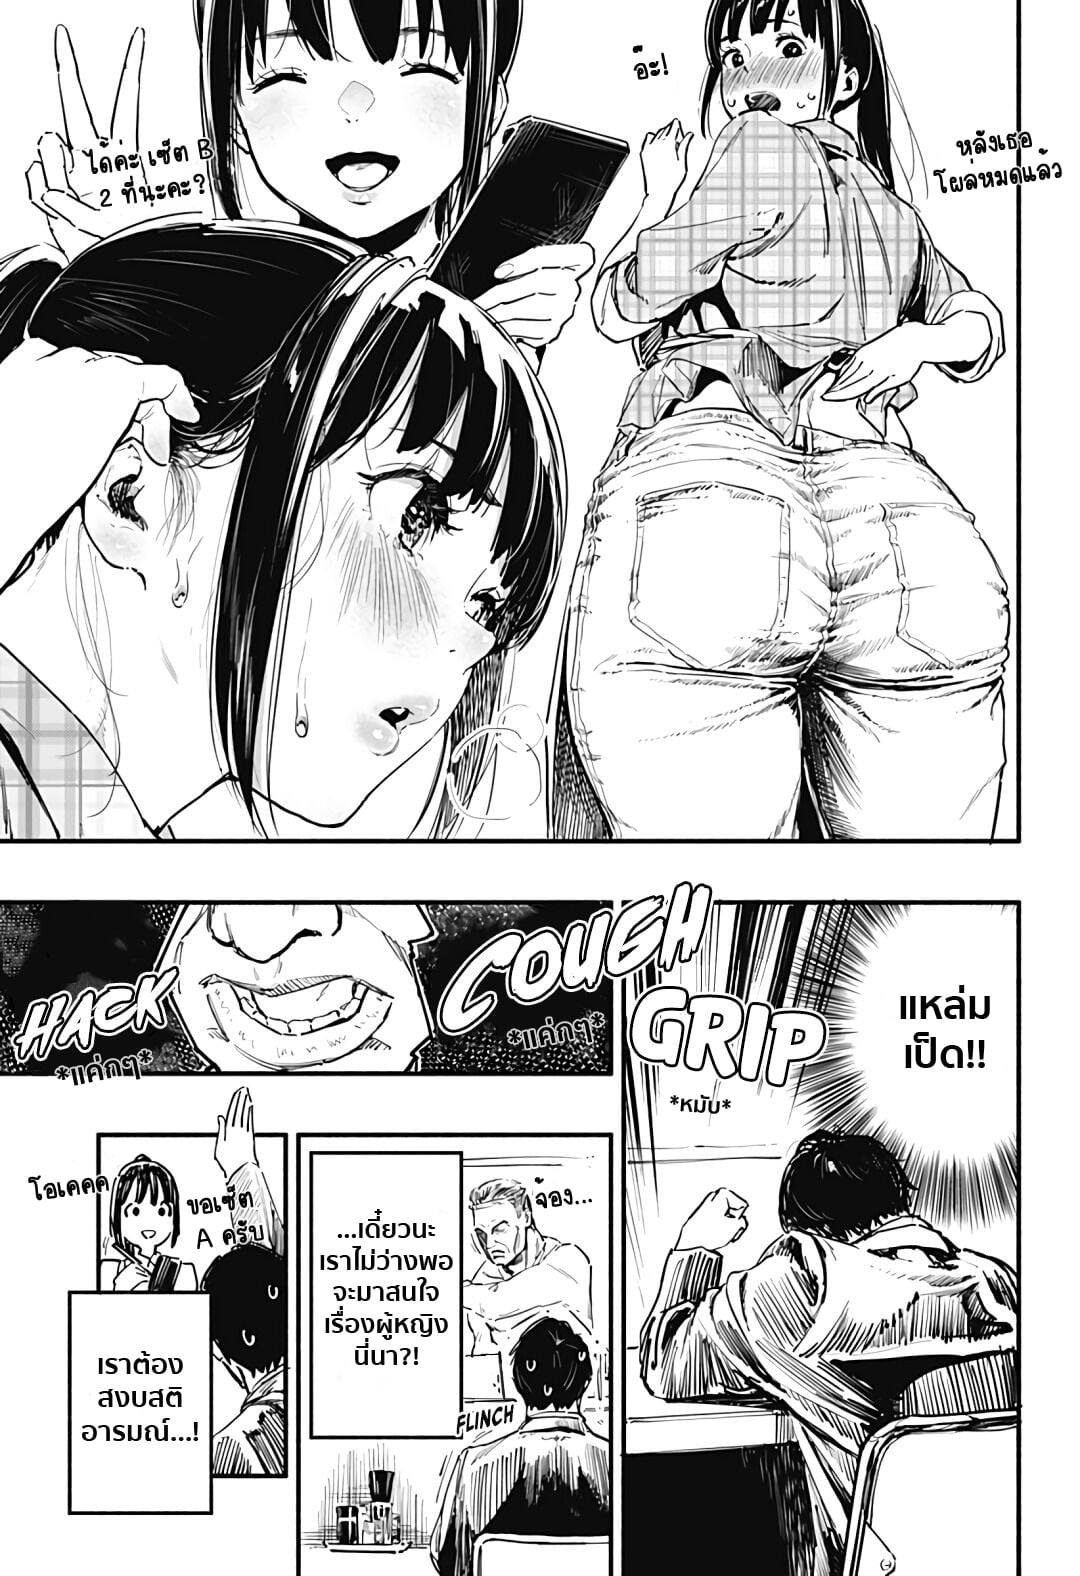 อ๊ะ!
หลังเธอ
โผล่หมดแล้ว
ได้ค่ะ เซ็ต B
2 ที่นะคะ?
แหล่ม
เป็ด!!
GRIP
*หมับ*
COUGH
*แค่กๆ*
HACK
*แค่กๆ*
จ้อง...
...เดี๋ยวนะ
เราไม่ว่างพอ
จะมาสนใจ
เรื่องผู้หญิง
นี่นา?!
FLINCH
ขอเซ็ต
A ครับ
โอเคคค
เราต้อง
สงบสติ
อารมณ์...!